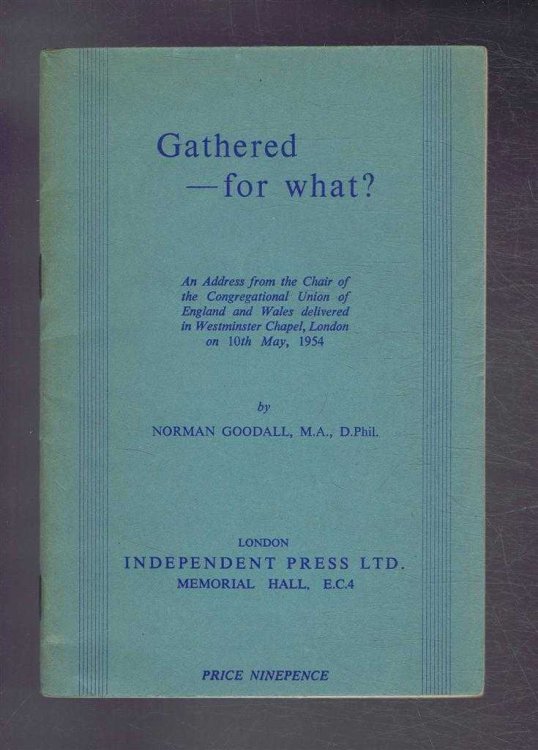 Gathered
—for what?
An Address from the Chair of
the Congregational Union of
England and Wales delivered
in Westminster Chapel, London
on 10th May, 1954
by
NORMAN GOODALL, M.A., D.Phil.
LONDON
INDEPENDENT PRESS LTD.
MEMORIAL HALL, E.C.4
PRICE NINEPENCE